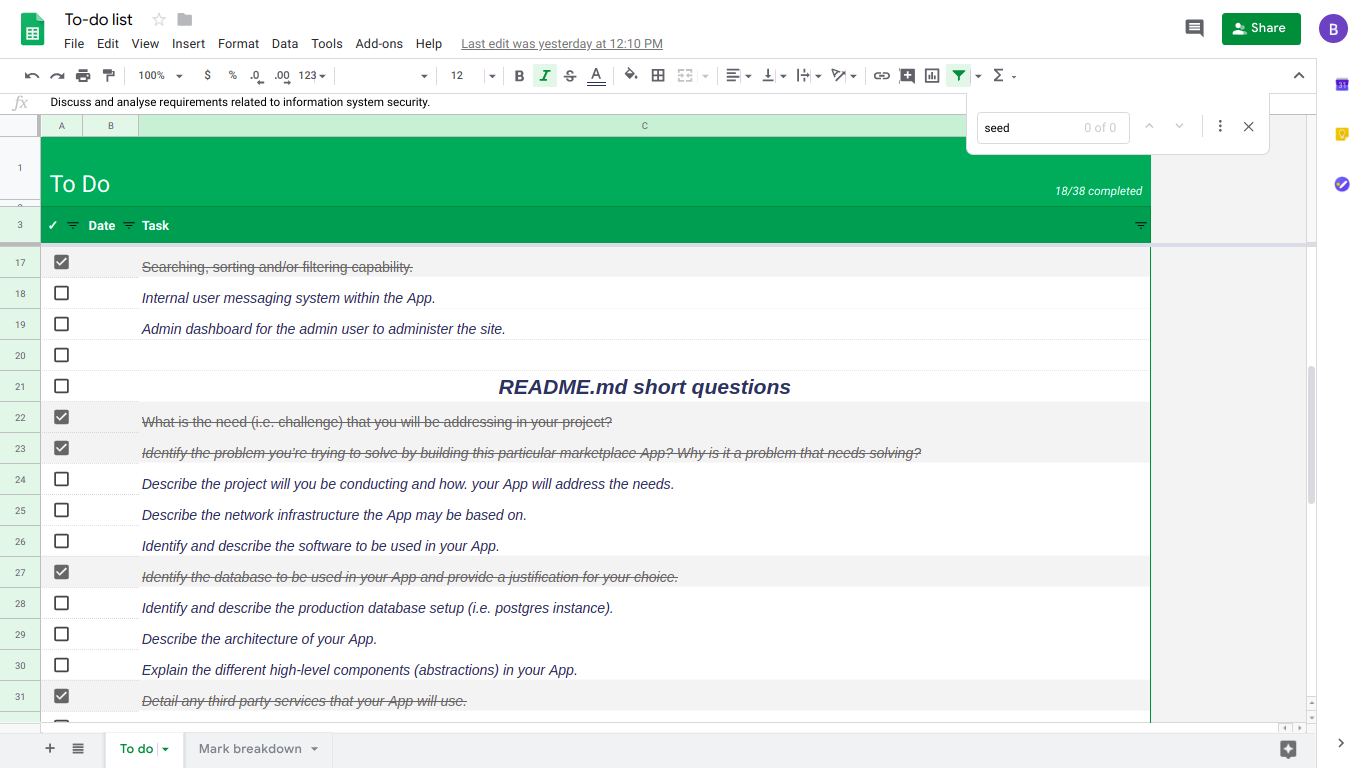 To-do list
File Edit View Insert Format Data Tools Add-ons Help Last edit was yesterday at 12:10 PM
Share
B
100% $ % .0 .00 123 12 B I S A
fx Discuss and analyse requirements related to information system security.
seed 0 of 0
A B C
1 To Do 18/38 completed
3 ✓ Date Task
17 Searching, sorting and/or filtering capability.
18 Internal user messaging system within the App.
19 Admin dashboard for the admin user to administer the site.
20
21 README.md short questions
22 What is the need (i.e. challenge) that you will be addressing in your project?
23 Identify the problem you're trying to solve by building this particular marketplace App? Why is it a problem that needs solving?
24 Describe the project will you be conducting and how. your App will address the needs.
25 Describe the network infrastructure the App may be based on.
26 Identify and describe the software to be used in your App.
27 Identify the database to be used in your App and provide a justification for your choice.
28 Identify and describe the production database setup (i.e. postgres instance).
29 Describe the architecture of your App.
30 Explain the different high-level components (abstractions) in your App.
31 Detail any third party services that your App will use.
To do Mark breakdown
31